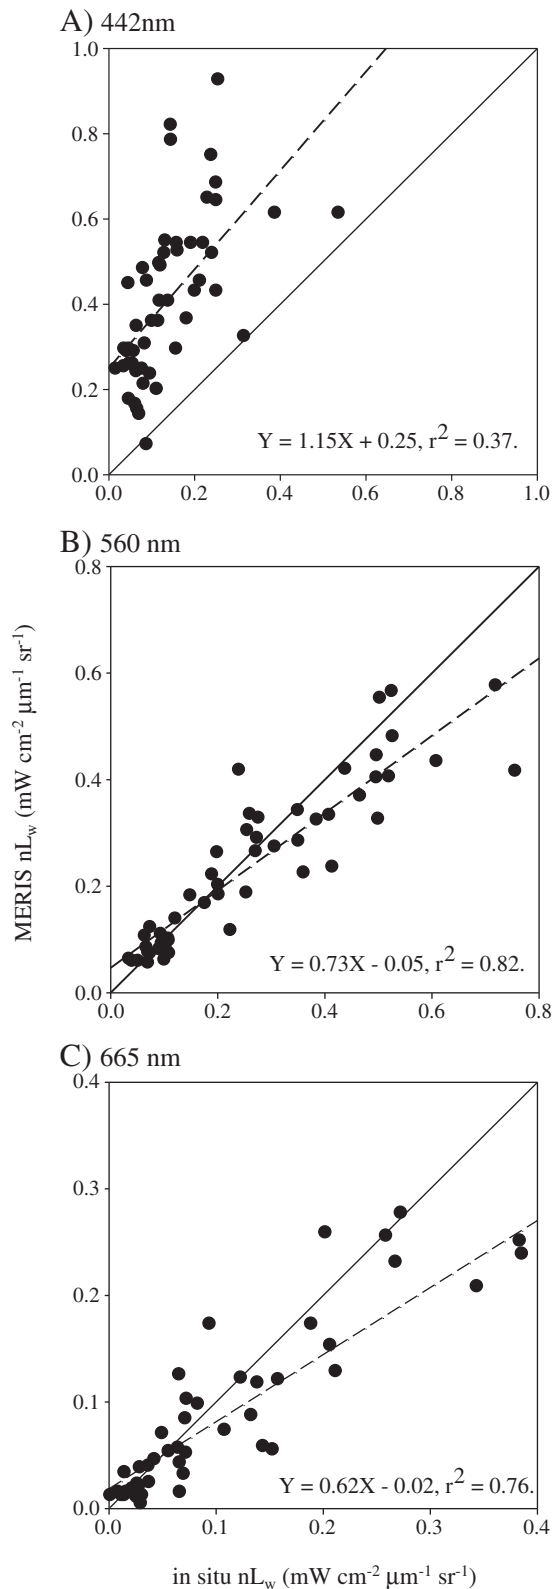 A) 442nm
1.0
0.8
0.6
0.4
0.2
0.0
Y = 1.15X + 0.25, r2 = 0.37.
0.0 0.2 0.4 0.6 0.8 1.0
B) 560 nm
MERIS nLw (mW cm-2 μm-1 sr-1)
0.8
0.6
0.4
0.2
0.0
Y = 0.73X - 0.05, r2 = 0.82.
0.0 0.2 0.4 0.6 0.8
C) 665 nm
0.4
0.3
0.2
0.1
0.0
Y = 0.62X - 0.02, r2 = 0.76.
0.0 0.1 0.2 0.3 0.4
in situ nLw (mW cm-2 μm-1 sr-1)